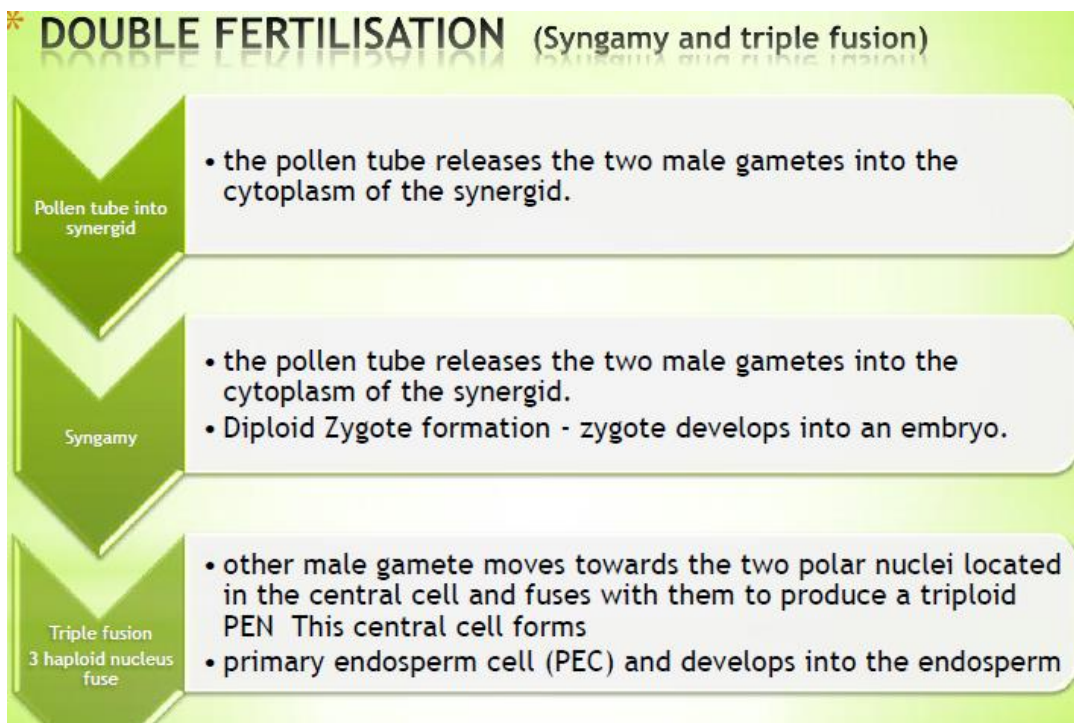 * DOUBLE FERTILISATION (Syngamy and triple fusion)
Pollen tube into
synergid
• the pollen tube releases the two male gametes into the
cytoplasm of the synergid.
Syngamy
• the pollen tube releases the two male gametes into the
cytoplasm of the synergid.
• Diploid Zygote formation - zygote develops into an embryo.
Triple fusion
3 haploid nucleus
fuse
• other male gamete moves towards the two polar nuclei located
in the central cell and fuses with them to produce a triploid
PEN This central cell forms
• primary endosperm cell (PEC) and develops into the endosperm